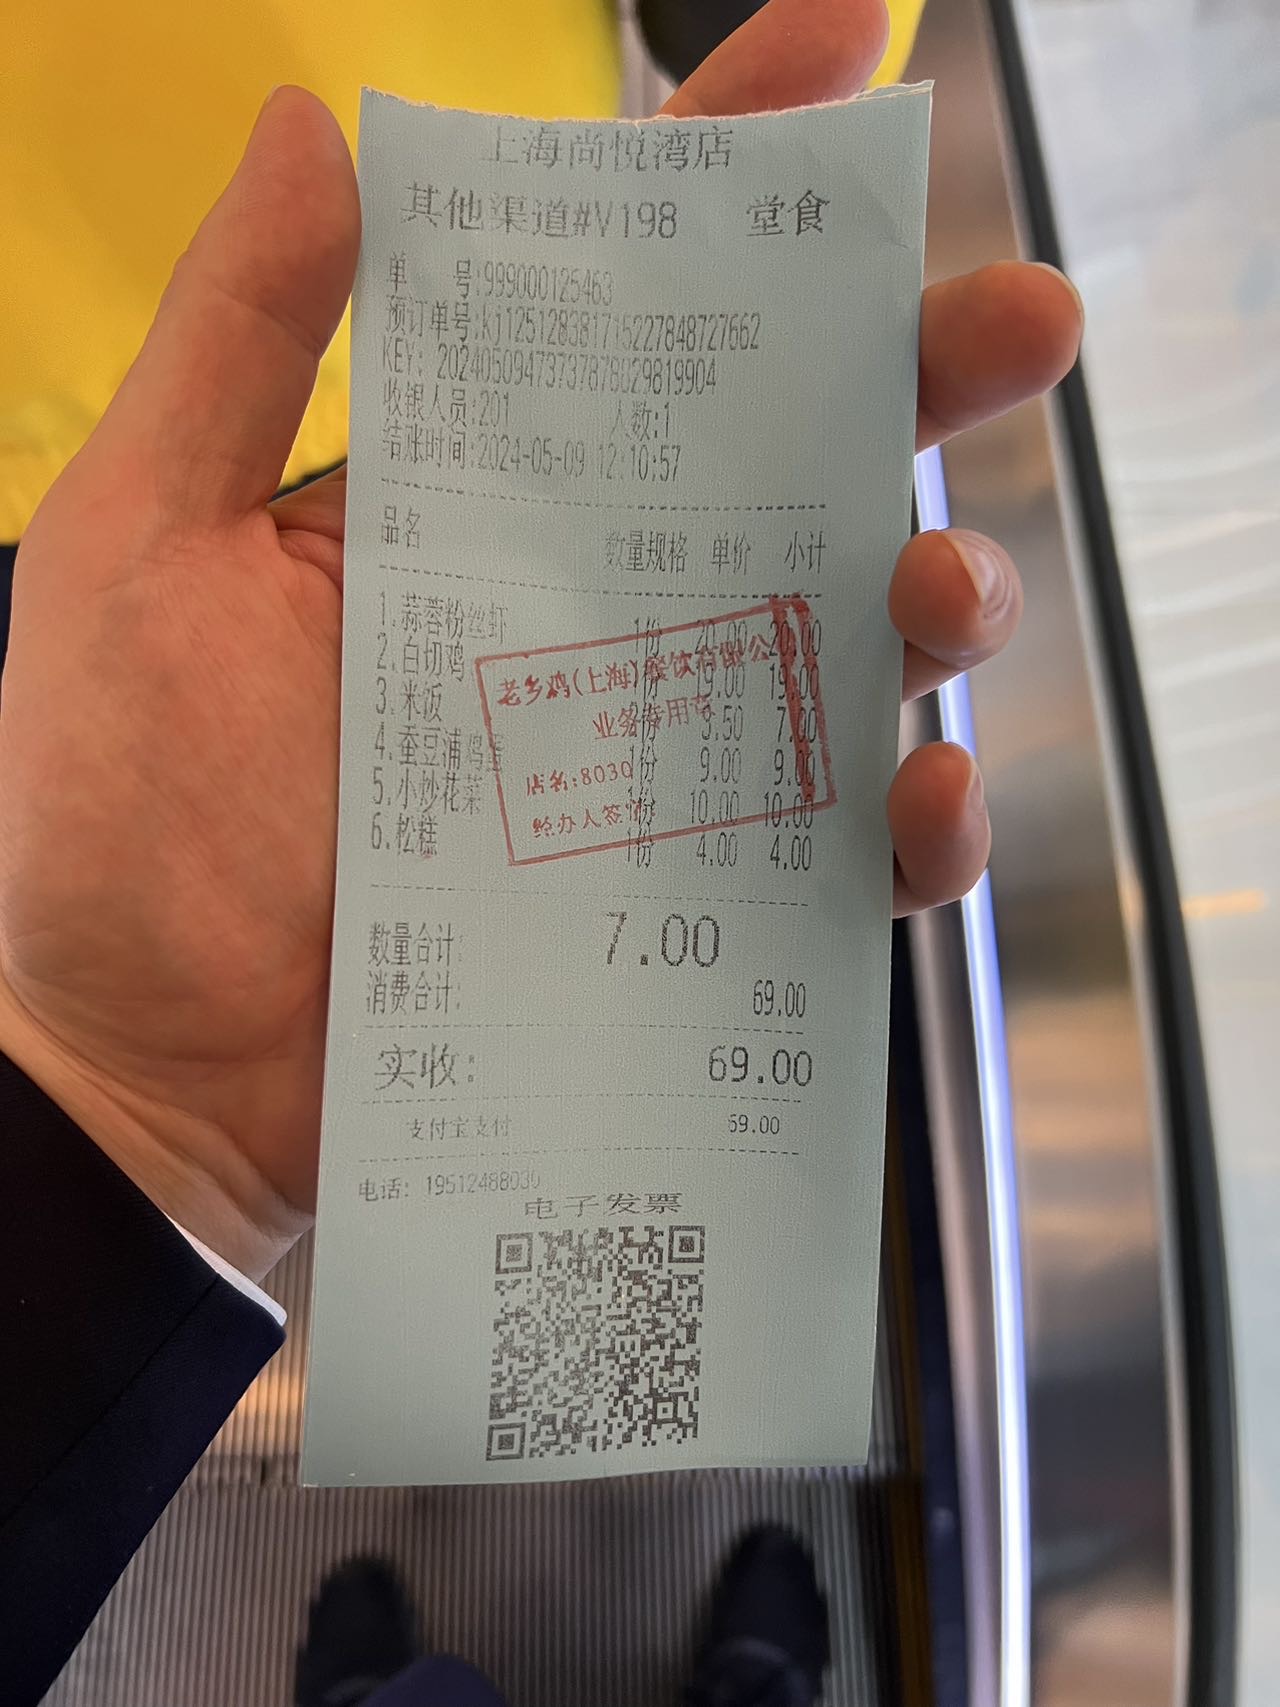 上海尚悦湾店
其他渠道#V198 堂食
单 号:999000125463
预订单号:kj1251283817152278487 27662
KEY: 20240509473737878029819904
收银人员:201 人数:1
结账时间:2024-05-09 12:10:57
品名 数量规格 单价 小计
1.蒜蓉粉丝虾 1份 20.00 20.00
2.白切鸡 1份 19.00 19.00
3.米饭 2份 3.50 7.00
4.蚕豆浦鸡蛋 1份 9.00 9.00
5.小炒花菜 1份 10.00 10.00
6.松糕 1份 4.00 4.00
老乡鸡(上海)餐饮有限公
业务专用章
店名:8030
经办人签
数量合计: 7.00
消费合计: 69.00
实收: 69.00
支付宝支付 69.00
电话: 19512488030
电子发票